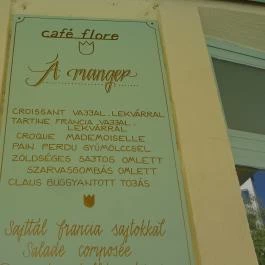 café flore
À manger
CROISSANT VAJJAL. LEKVÁRRAL
TARTINE FRANCIA VAJJAL.
LEKVÁRRAL
CROQUE MADEMOISELLE
PAIN PERDU GYÜMÖLCCSEL
ZÖLDSÉGES SAJTOS OMLETT
SZARVASGOMBÁS OMLETT
CLAUS BUGGYANTOTT TOJÁS
Sajttál francia sajtokkal
Salade composée